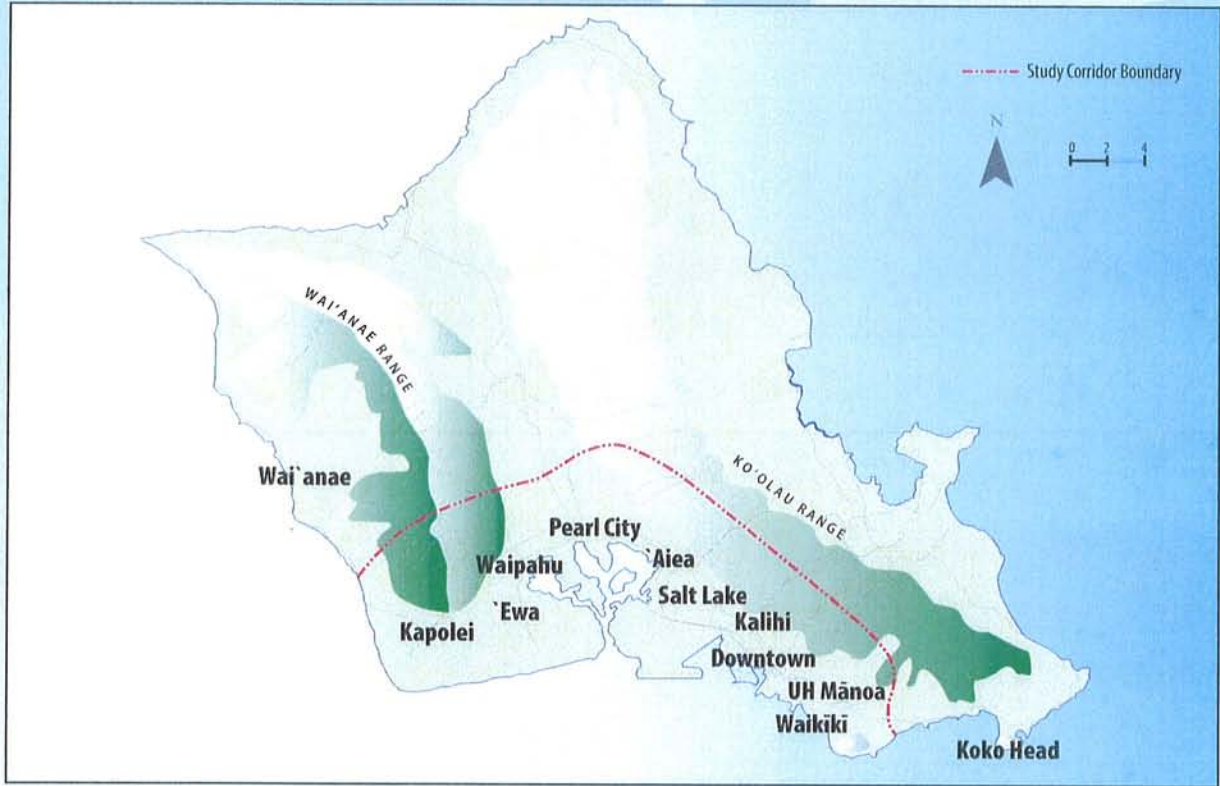 Study Corridor Boundary
N
0 2 4
WAI'ANAE RANGE
KO'OLAU RANGE
Wai`anae
Pearl City
Waipahu
`Aiea
`Ewa
Salt Lake
Kapolei
Kalihi
Downtown
UH Mānoa
Waikīkī
Koko Head